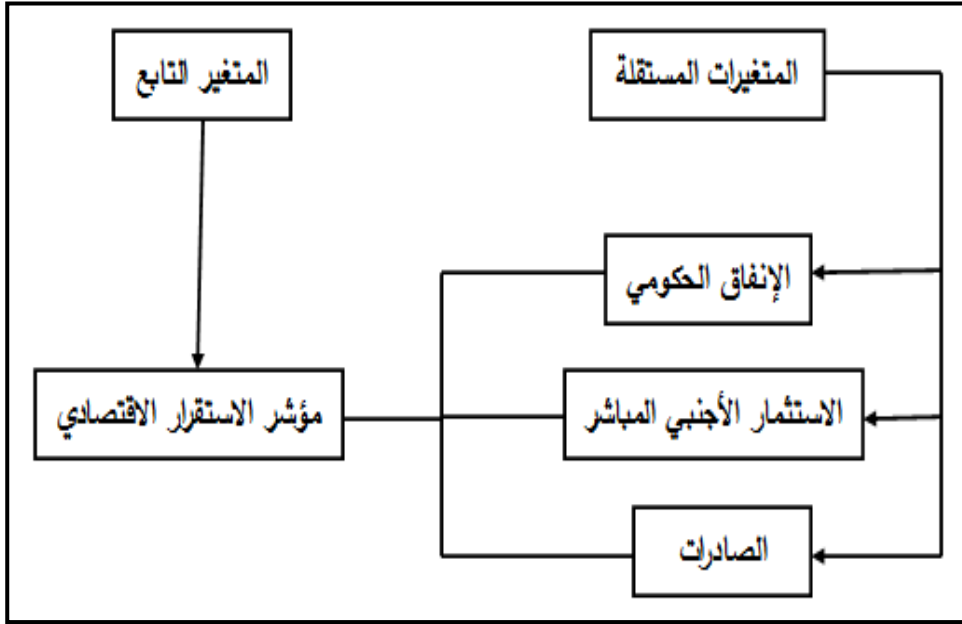 المتغيرات المستقلة
المتغير التابع
الإنفاق الحكومي
الاستثمار الأجنبي المباشر
مؤشر الاستقرار الاقتصادي
الصادرات